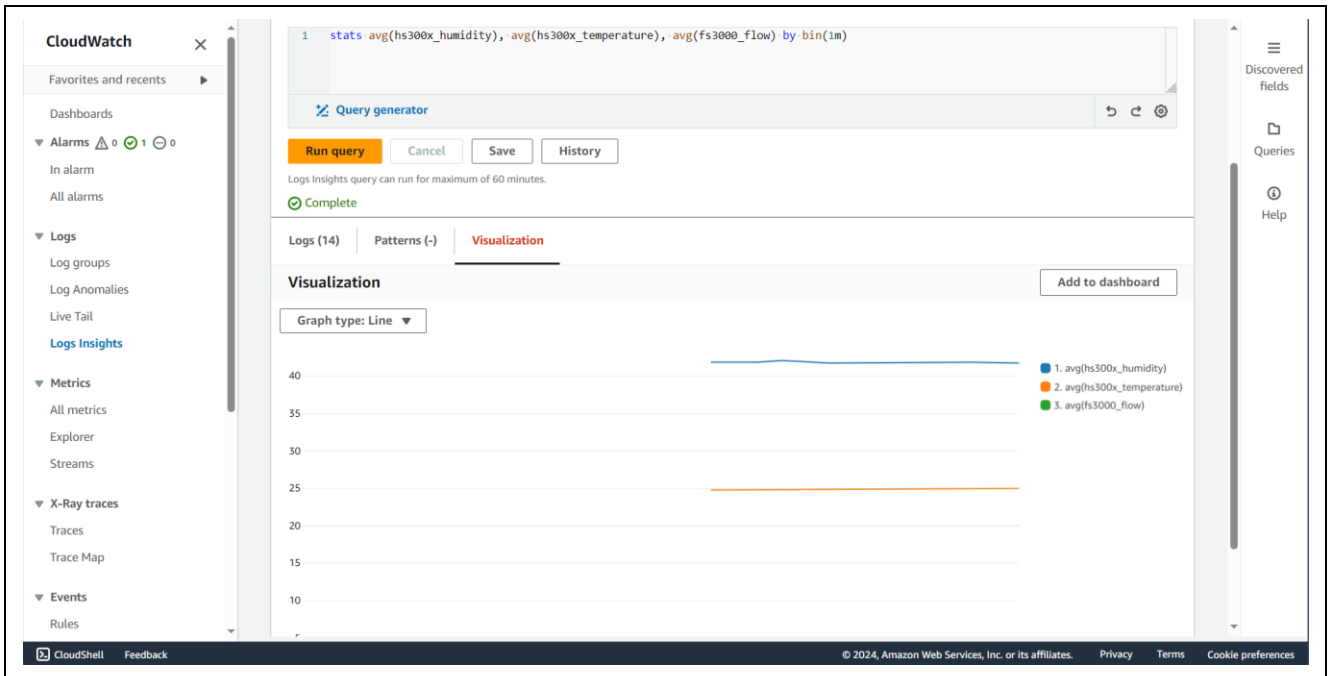 CloudWatch
Favorites and recents
Dashboards
Alarms 0 1 0
In alarm
All alarms
Logs
Log groups
Log Anomalies
Live Tail
Logs Insights
Metrics
All metrics
Explorer
Streams
X-Ray traces
Traces
Trace Map
Events
Rules
1 stats avg(hs300x_humidity), avg(hs300x_temperature), avg(fs3000_flow) by bin(1m)
Query generator
Run query Cancel Save History
Logs Insights query can run for maximum of 60 minutes.
Complete
Logs (14) Patterns (-) Visualization
Visualization
Add to dashboard
Graph type: Line
40
35
30
25
20
15
10
1. avg(hs300x_humidity)
2. avg(hs300x_temperature)
3. avg(fs3000_flow)
Discovered
fields
Queries
Help
CloudShell Feedback © 2024, Amazon Web Services, Inc. or its affiliates. Privacy Terms Cookie preferences